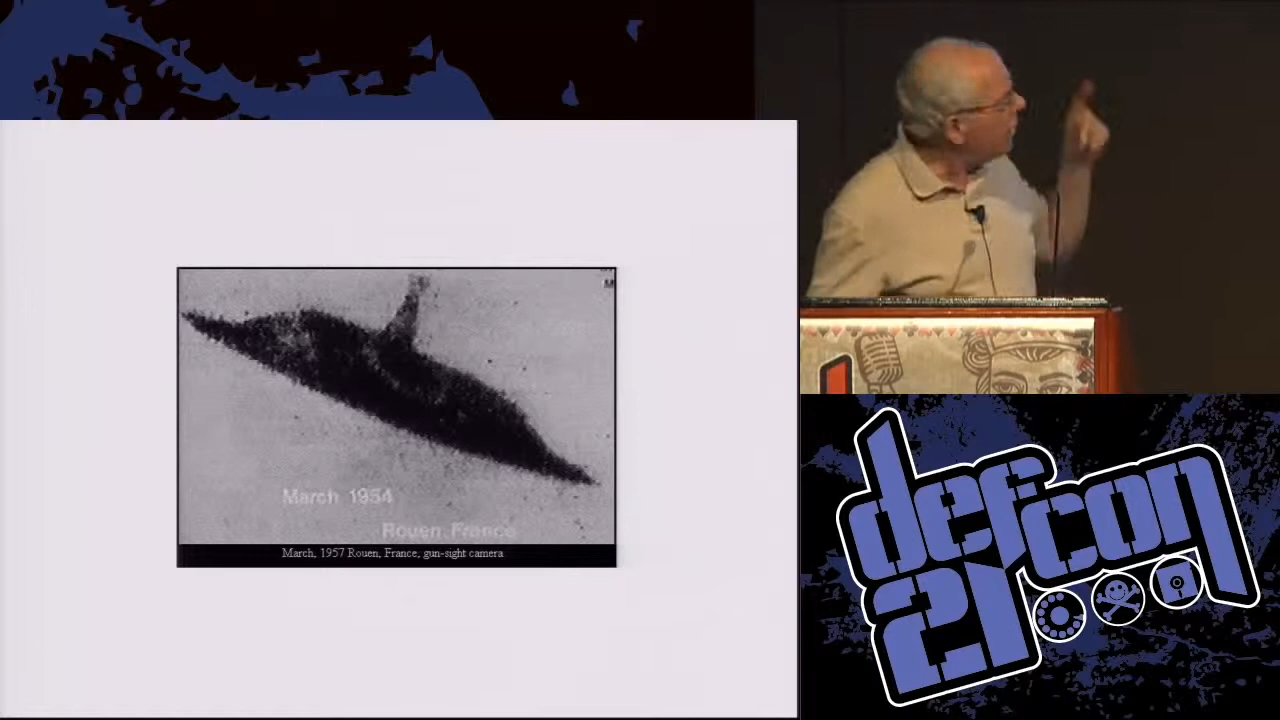 March 1954
Rouen, France
March, 1957 Rouen, France, gun-sight camera
defcon
21